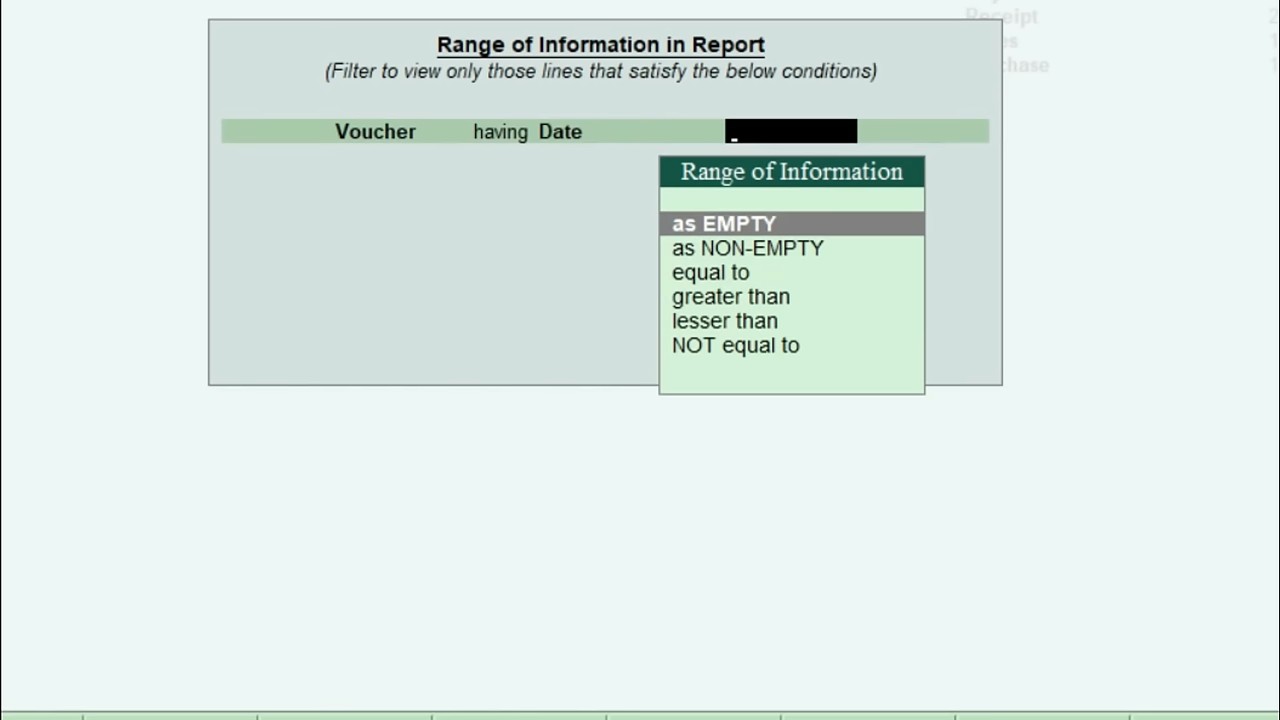 Receipt
Range of Information in Report
(Filter to view only those lines that satisfy the below conditions)
chase
Voucher having Date
Range of Information
as EMPTY
as NON-EMPTY
equal to
greater than
lesser than
NOT equal to